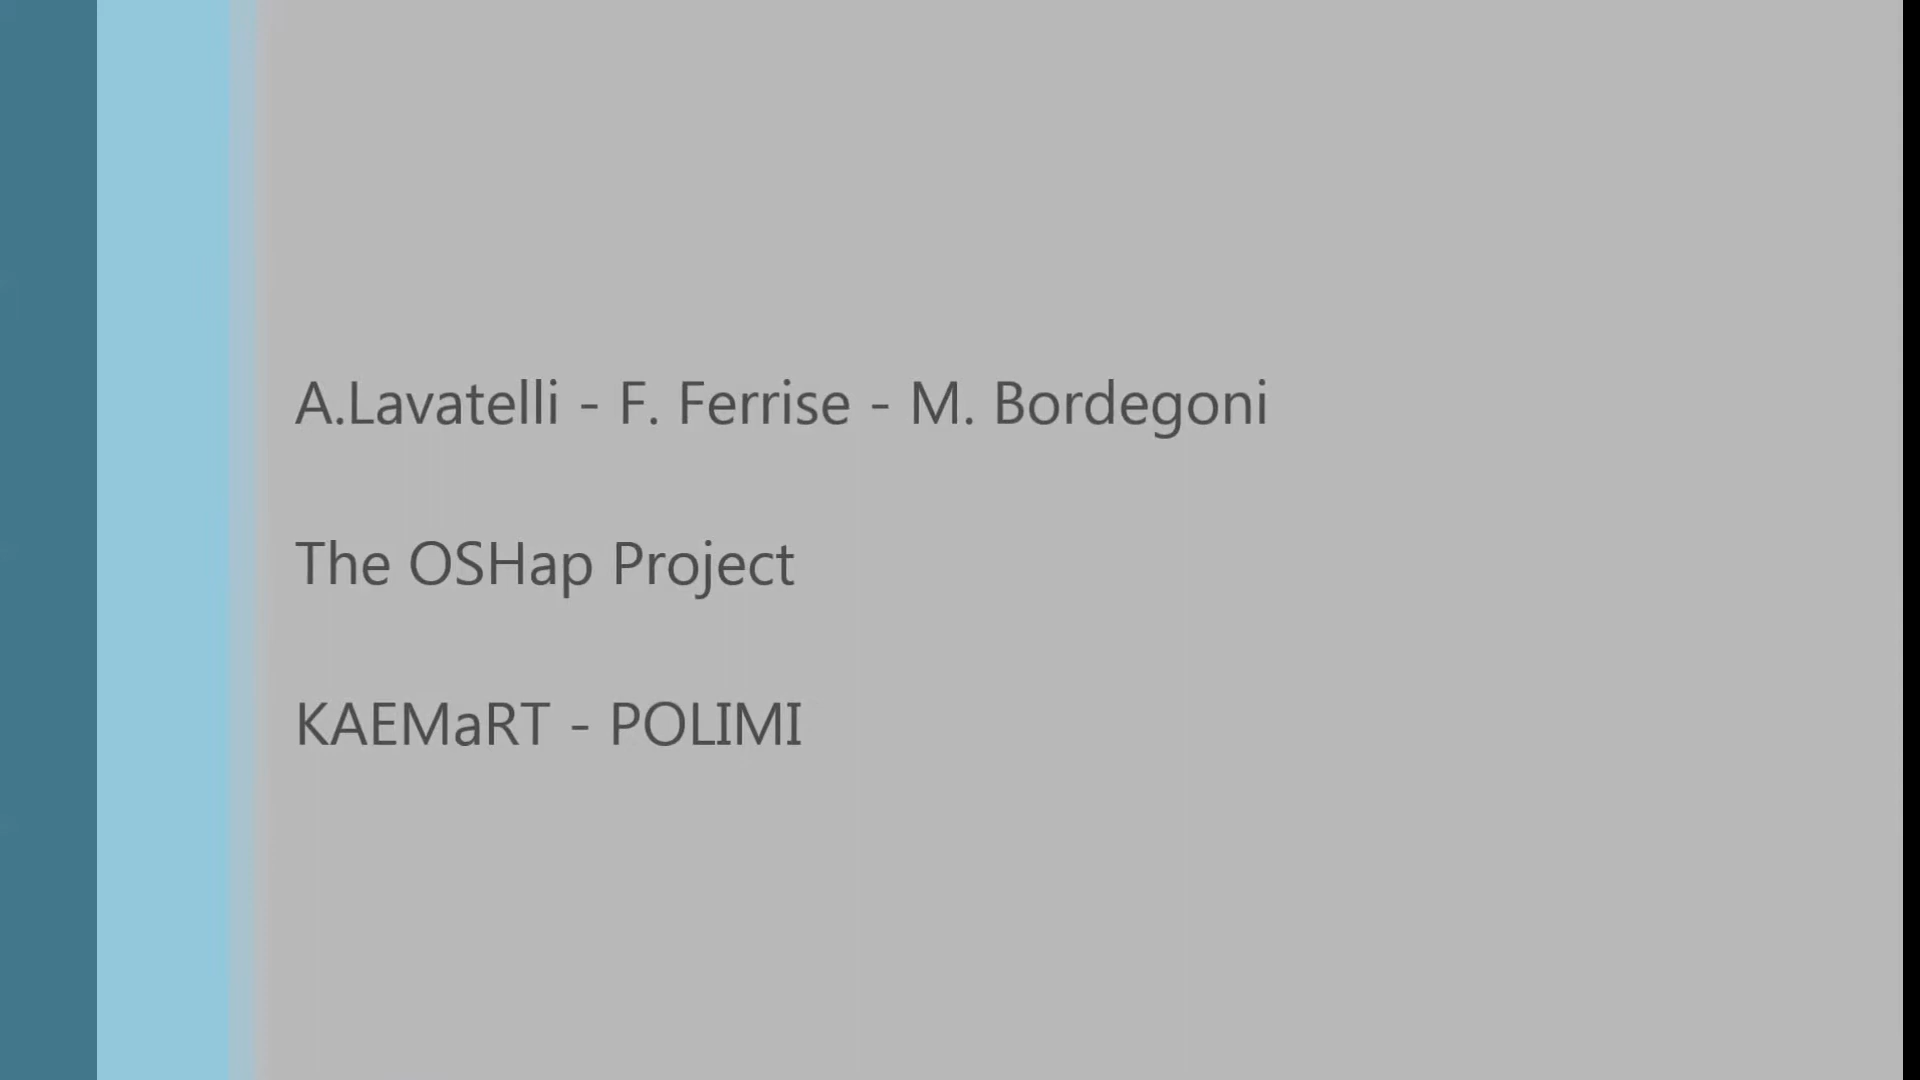 A.Lavatelli - F. Ferrise - M. Bordegoni
The OSHap Project
KAEMaRT - POLIMI